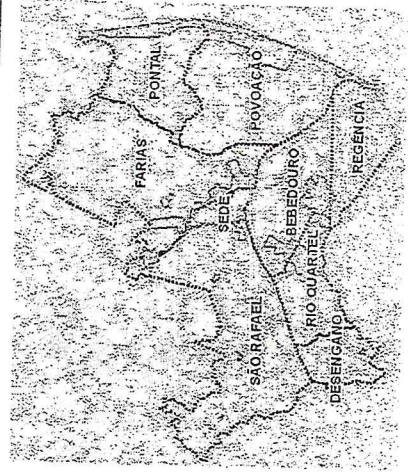 FARIAS
PONTAL
POVOAÇÃO
SEDE
BEBEDOURO
REGÊNCIA
SÃO RAFAEL
RIO QUARTEL
DESENGANO